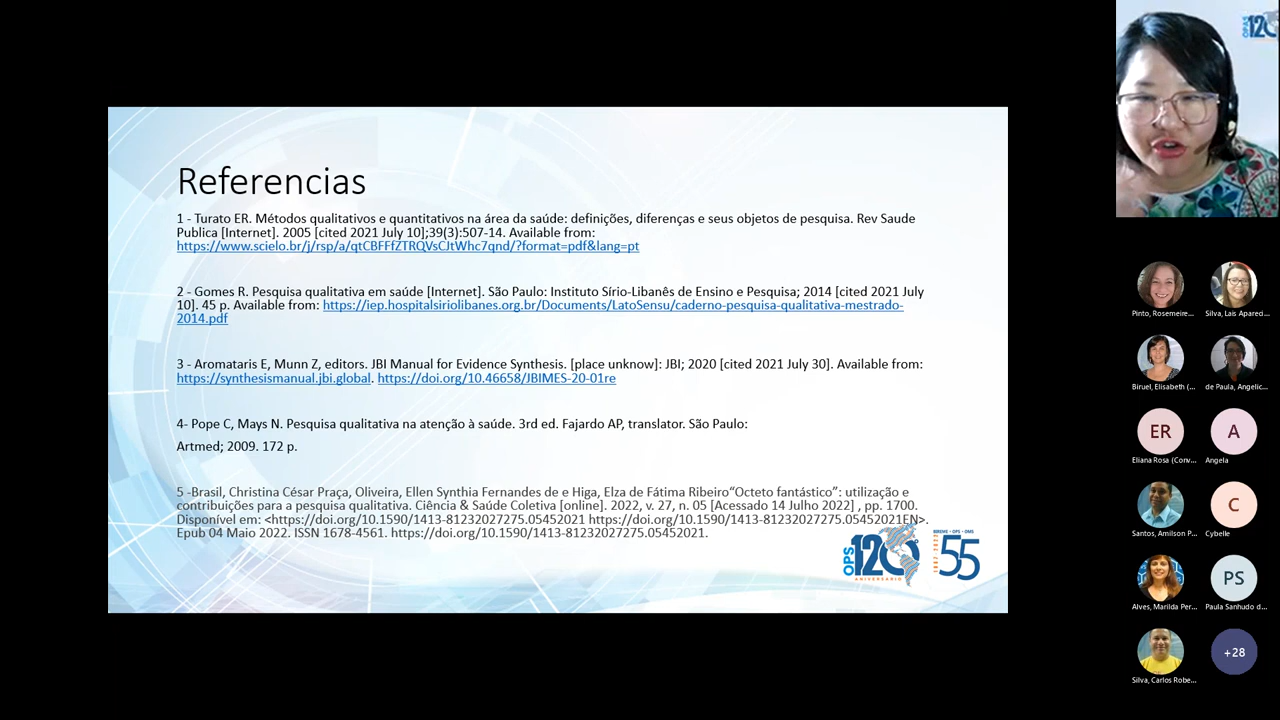 Referencias
1 - Turato ER. Métodos qualitativos e quantitativos na área da saúde: definições, diferenças e seus objetos de pesquisa. Rev Saude
Publica [Internet]. 2005 [cited 2021 July 10];39(3):507-14. Available from:
https://www.scielo.br/j/rsp/a/qtCBFFfZTRQVsCJtWhc7qnd/?format=pdf&lang=pt
2 - Gomes R. Pesquisa qualitativa em saúde [Internet]. São Paulo: Instituto Sírio-Libanês de Ensino e Pesquisa; 2014 [cited 2021 July
10]. 45 p. Available from: https://iep.hospitalsiriolibanes.org.br/Documents/LatoSensu/caderno-pesquisa-qualitativa-mestrado-
2014.pdf
3 - Aromataris E, Munn Z, editors. JBI Manual for Evidence Synthesis. [place unknow]: JBI; 2020 [cited 2021 July 30]. Available from:
https://synthesismanual.jbi.global. https://doi.org/10.46658/JBIMES-20-01re
4- Pope C, Mays N. Pesquisa qualitativa na atenção à saúde. 3rd ed. Fajardo AP, translator. São Paulo:
Artmed; 2009. 172 p.
5 -Brasil, Christina César Praça, Oliveira, Ellen Synthia Fernandes de e Higa, Elza de Fátima Ribeiro“Octeto fantástico”: utilização e
contribuições para a pesquisa qualitativa. Ciência & Saúde Coletiva [online]. 2022, v. 27, n. 05 [Acessado 14 Julho 2022] , pp. 1700.
Disponível em: <https://doi.org/10.1590/1413-81232027275.05452021 https://doi.org/10.1590/1413-81232027275.05452021EN>.
Epub 04 Maio 2022. ISSN 1678-4561. https://doi.org/10.1590/1413-81232027275.05452021.
OPS 120 ANIVERSARIO
BIREME - OPS - OMS
1967 - 2022 55
OPAS 120
Pinto, Rosemeire...
Silva, Lais Apareci...
Biruel, Elisabeth (...
de Paula, Angelic...
ER
A
Eliana Rosa (Conv...
Angela
C
Santos, Amilson P...
Cybelle
PS
Alves, Marilda Per...
Paula Sanhudo d...
+28
Silva, Carlos Robe...